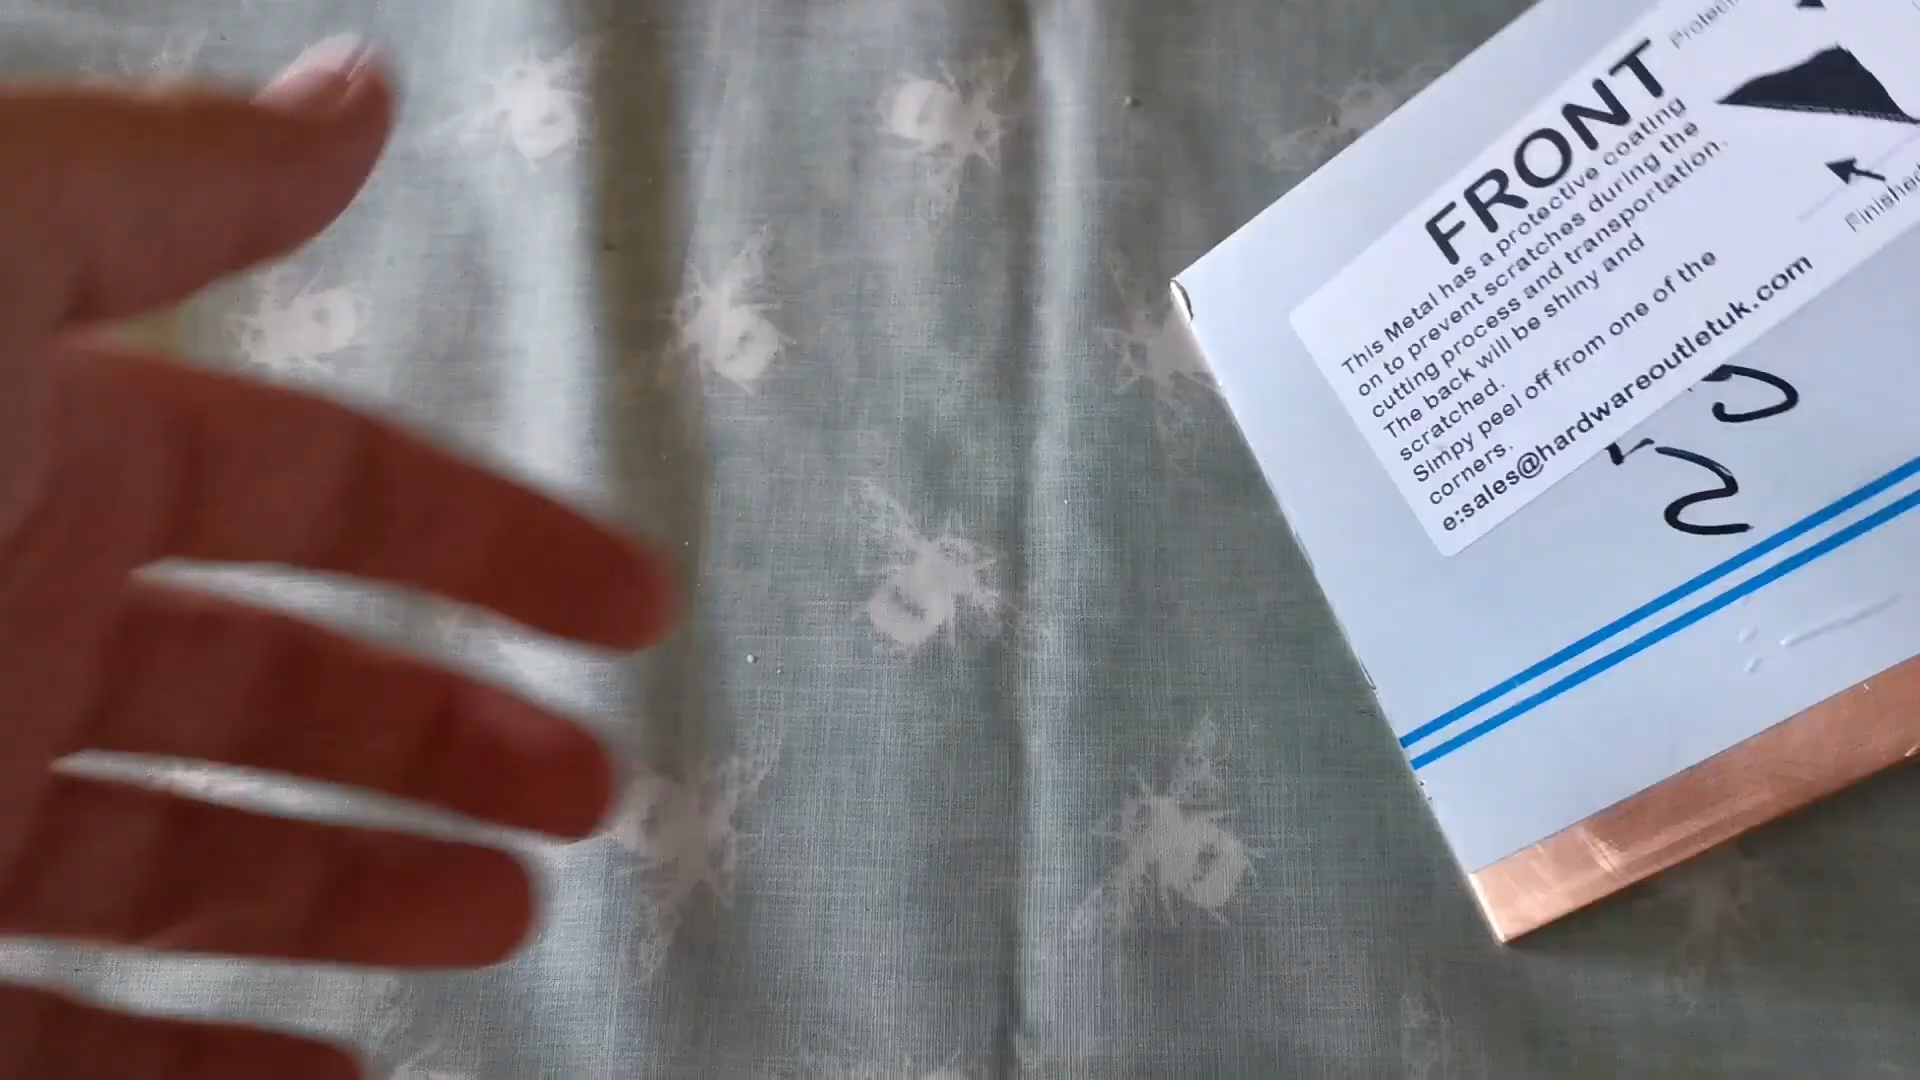 FRONT
This Metal has a protective coating
on to prevent scratches during the
cutting process and transportation.
The back will be shiny and
scratched.
Simpy peel off from one of the
corners.
e:sales@hardwareoutletuk.com
Finished